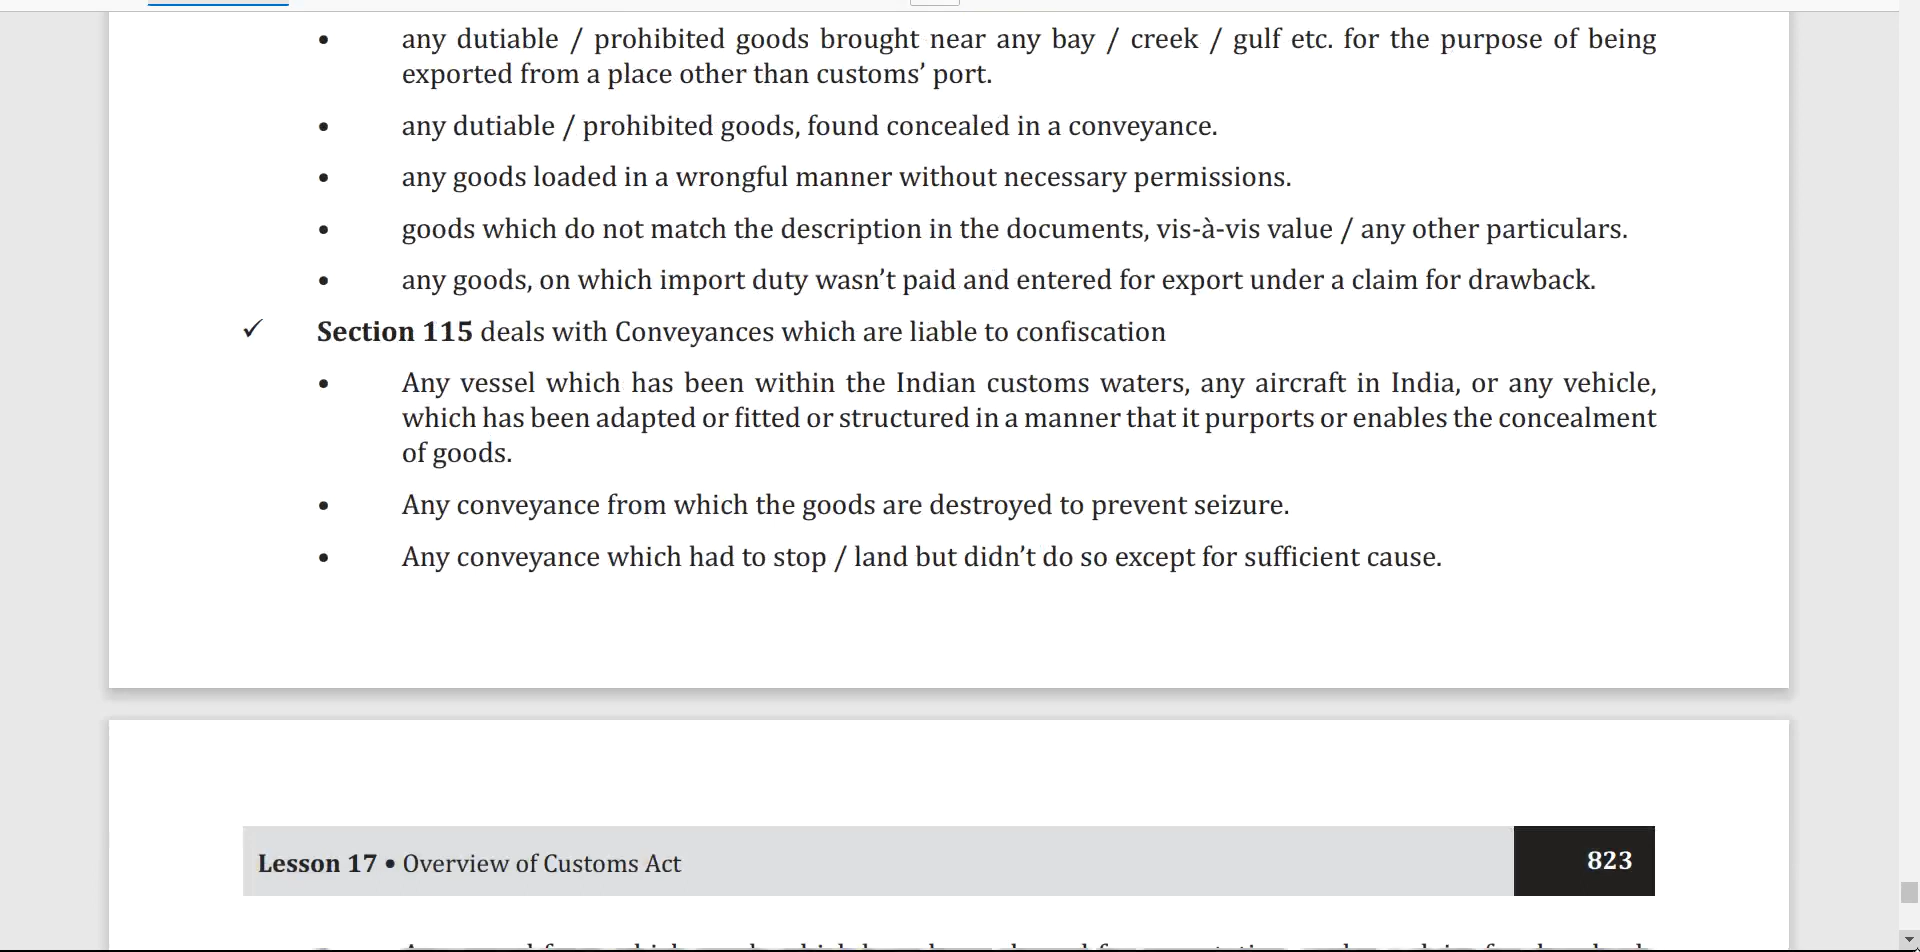 • any dutiable / prohibited goods brought near any bay / creek / gulf etc. for the purpose of being
exported from a place other than customs’ port.
• any dutiable / prohibited goods, found concealed in a conveyance.
• any goods loaded in a wrongful manner without necessary permissions.
• goods which do not match the description in the documents, vis-à-vis value / any other particulars.
• any goods, on which import duty wasn’t paid and entered for export under a claim for drawback.
✓ Section 115 deals with Conveyances which are liable to confiscation
• Any vessel which has been within the Indian customs waters, any aircraft in India, or any vehicle,
which has been adapted or fitted or structured in a manner that it purports or enables the concealment
of goods.
• Any conveyance from which the goods are destroyed to prevent seizure.
• Any conveyance which had to stop / land but didn’t do so except for sufficient cause.
Lesson 17 • Overview of Customs Act 823